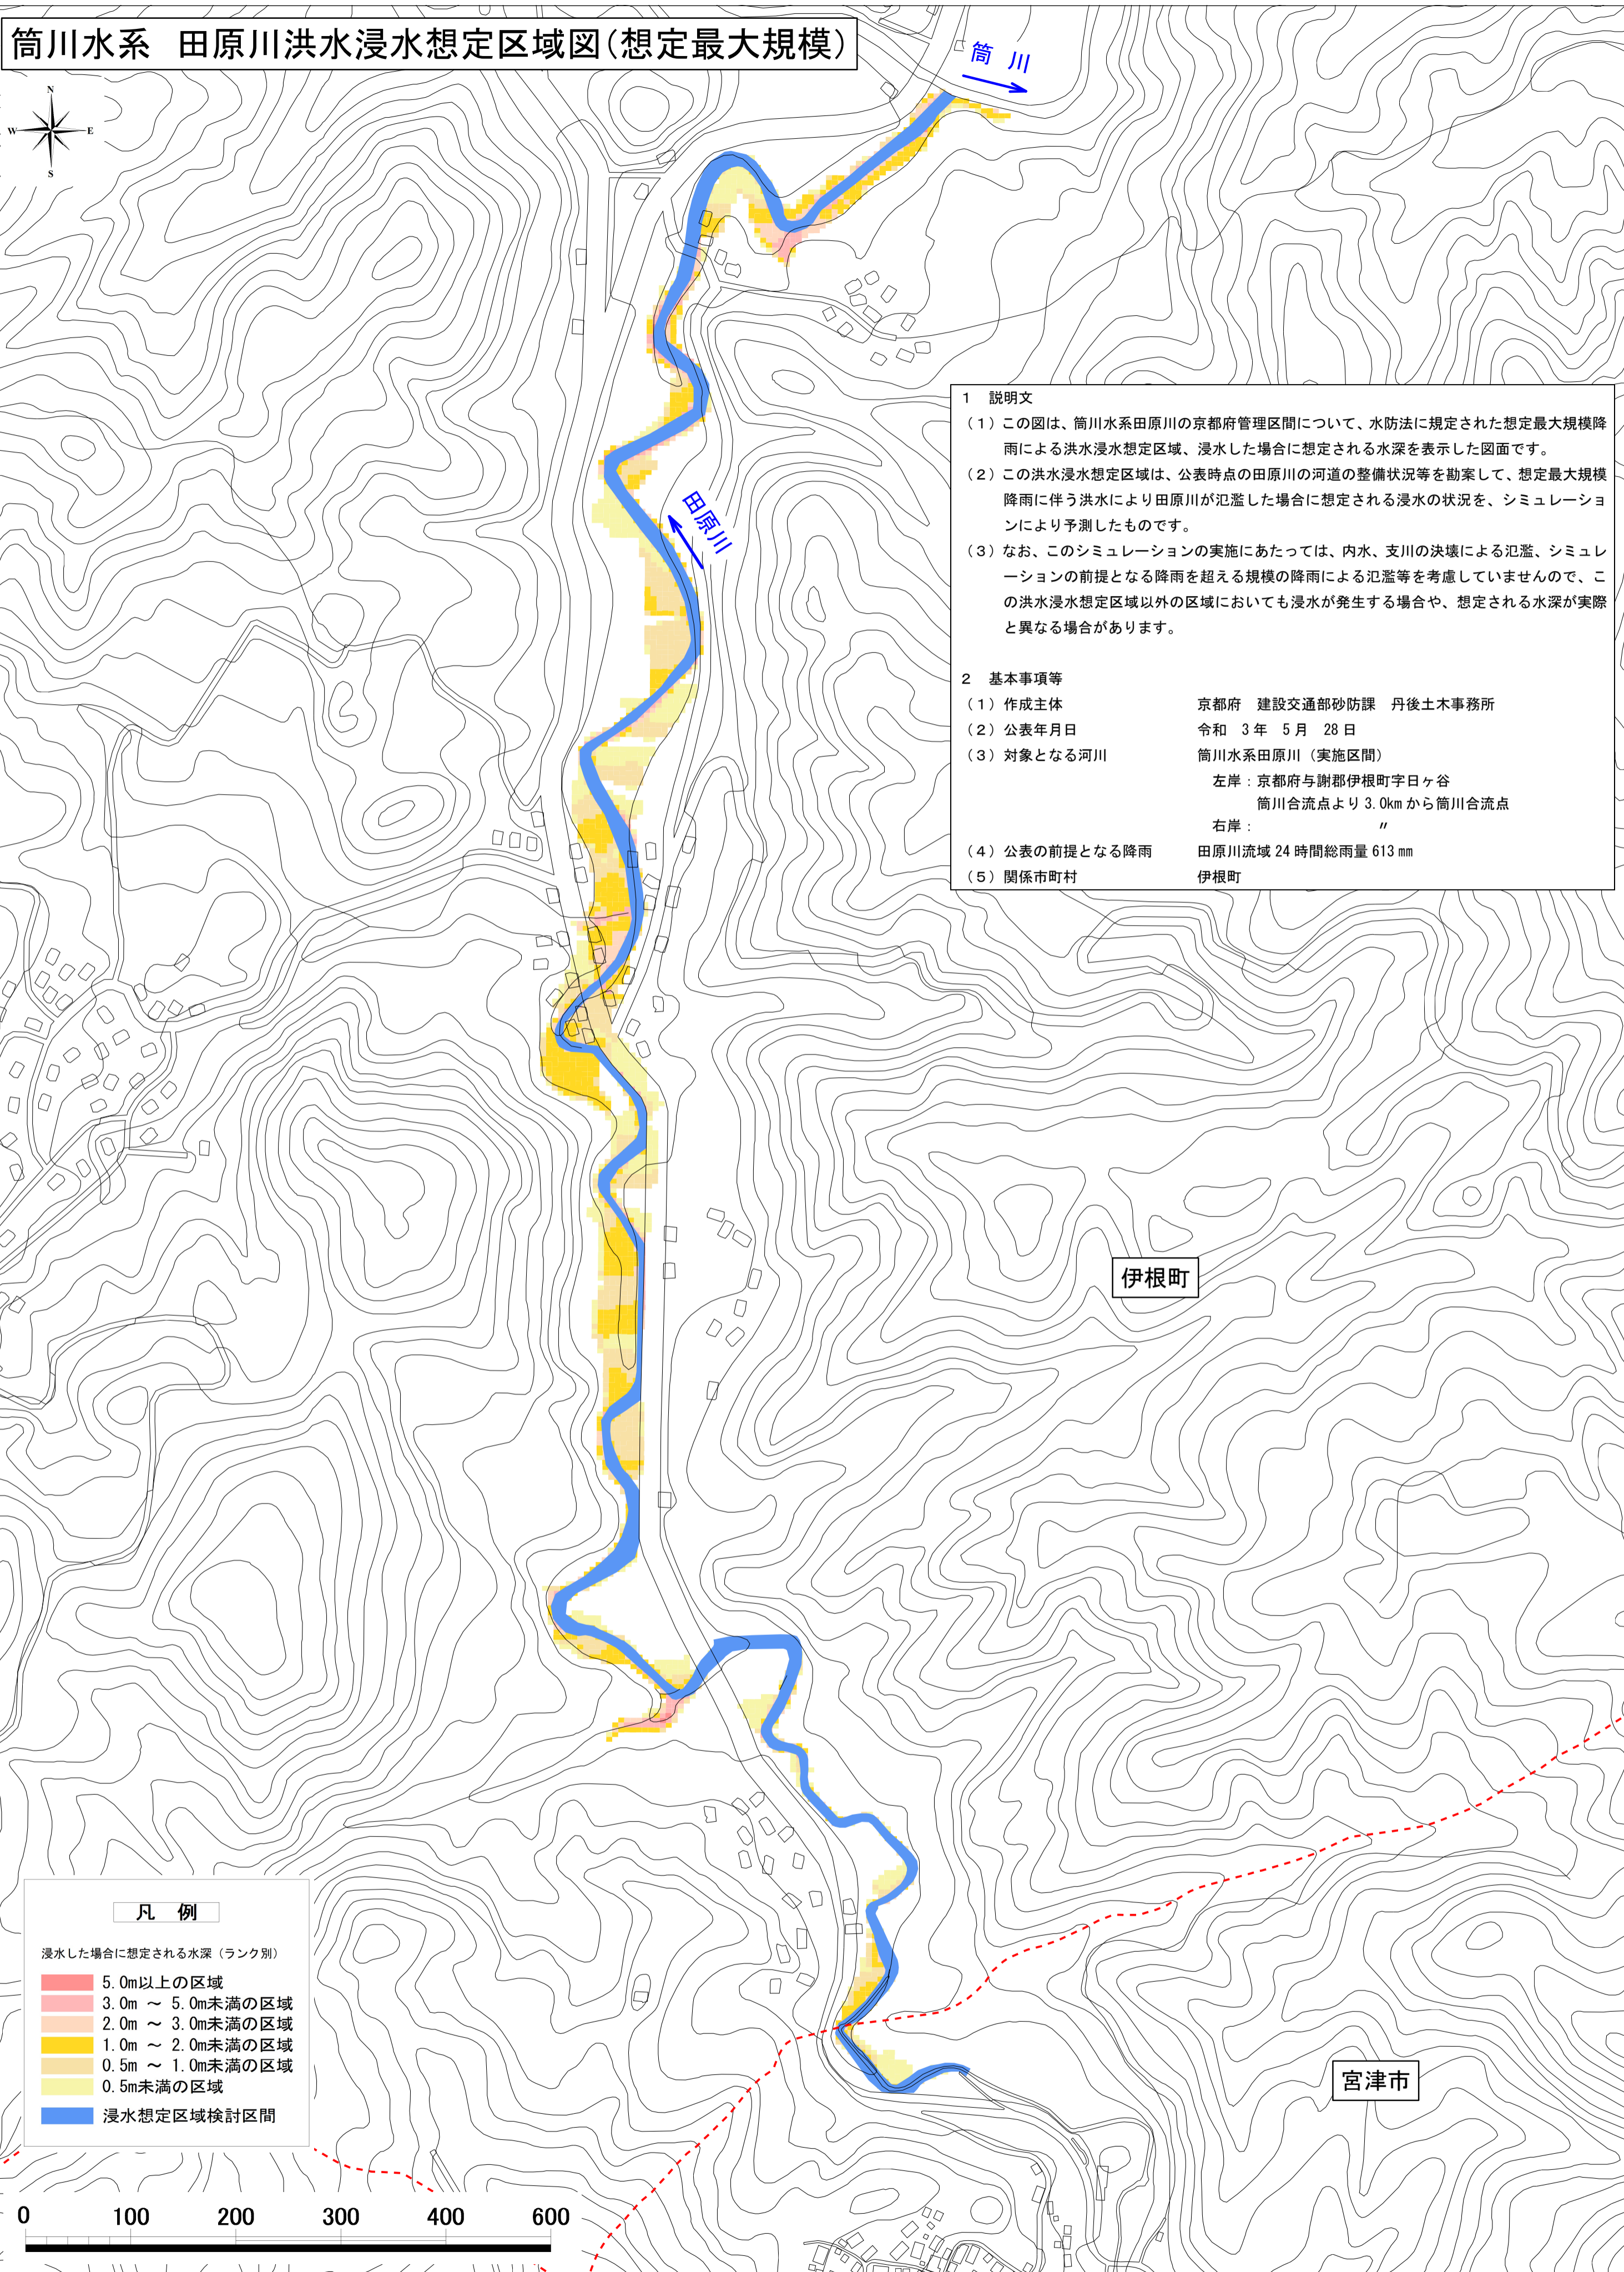 筒川水系　田原川洪水浸水想定区域図(想定最大規模)
筒 川
N
W E
S
田原川
1　説明文
（1）この図は、筒川水系田原川の京都府管理区間について、水防法に規定された想定最大規模降
雨による洪水浸水想定区域、浸水した場合に想定される水深を表示した図面です。
（2）この洪水浸水想定区域は、公表時点の田原川の河道の整備状況等を勘案して、想定最大規模
降雨に伴う洪水により田原川が氾濫した場合に想定される浸水の状況を、シミュレーショ
ンにより予測したものです。
（3）なお、このシミュレーションの実施にあたっては、内水、支川の決壊による氾濫、シミュレ
ーションの前提となる降雨を超える規模の降雨による氾濫等を考慮していませんので、こ
の洪水浸水想定区域以外の区域においても浸水が発生する場合や、想定される水深が実際
と異なる場合があります。
2　基本事項等
（1）作成主体　京都府　建設交通部砂防課　丹後土木事務所
（2）公表年月日　令和　3 年　5 月　28 日
（3）対象となる河川　筒川水系田原川（実施区間）
左岸：京都府与謝郡伊根町字日ヶ谷
筒川合流点より 3.0km から筒川合流点
右岸：　〃
（4）公表の前提となる降雨　田原川流域 24 時間総雨量 613 mm
（5）関係市町村　伊根町
伊根町
宮津市
凡　例
浸水した場合に想定される水深（ランク別）
5.0m以上の区域
3.0m ～ 5.0m未満の区域
2.0m ～ 3.0m未満の区域
1.0m ～ 2.0m未満の区域
0.5m ～ 1.0m未満の区域
0.5m未満の区域
浸水想定区域検討区間
0 100 200 300 400 600